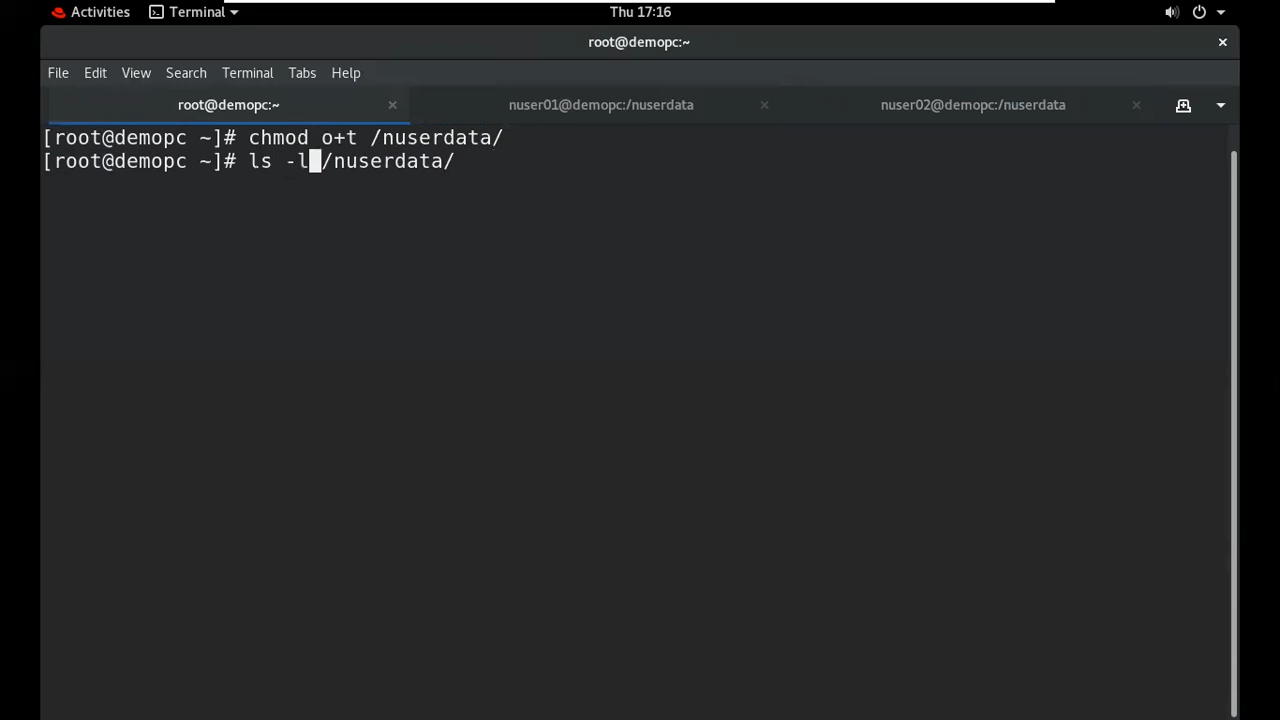 Activities Terminal Thu 17:16
root@demopc:~
File Edit View Search Terminal Tabs Help
root@demopc:~ nuser01@demopc:/nuserdata nuser02@demopc:/nuserdata
[root@demopc ~]# chmod o+t /nuserdata/
[root@demopc ~]# ls -l /nuserdata/